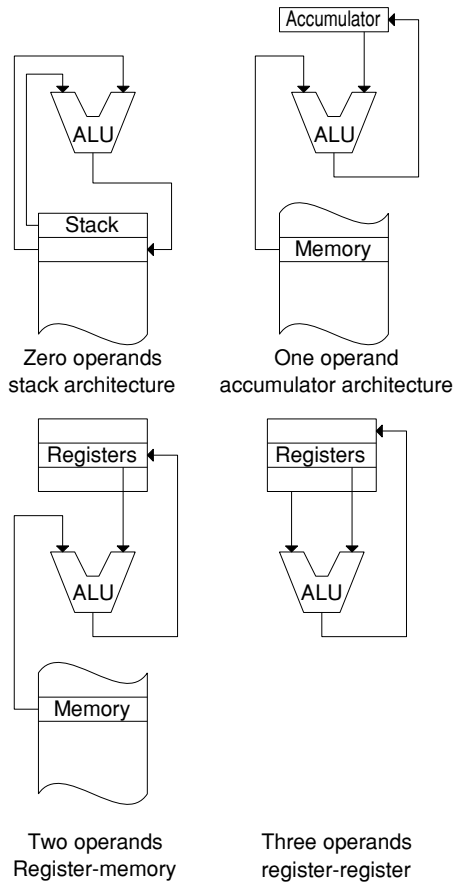 ALU
Stack
Zero operands
stack architecture
Accumulator
ALU
Memory
One operand
accumulator architecture
Registers
ALU
Memory
Two operands
Register-memory
Registers
ALU
Three operands
register-register